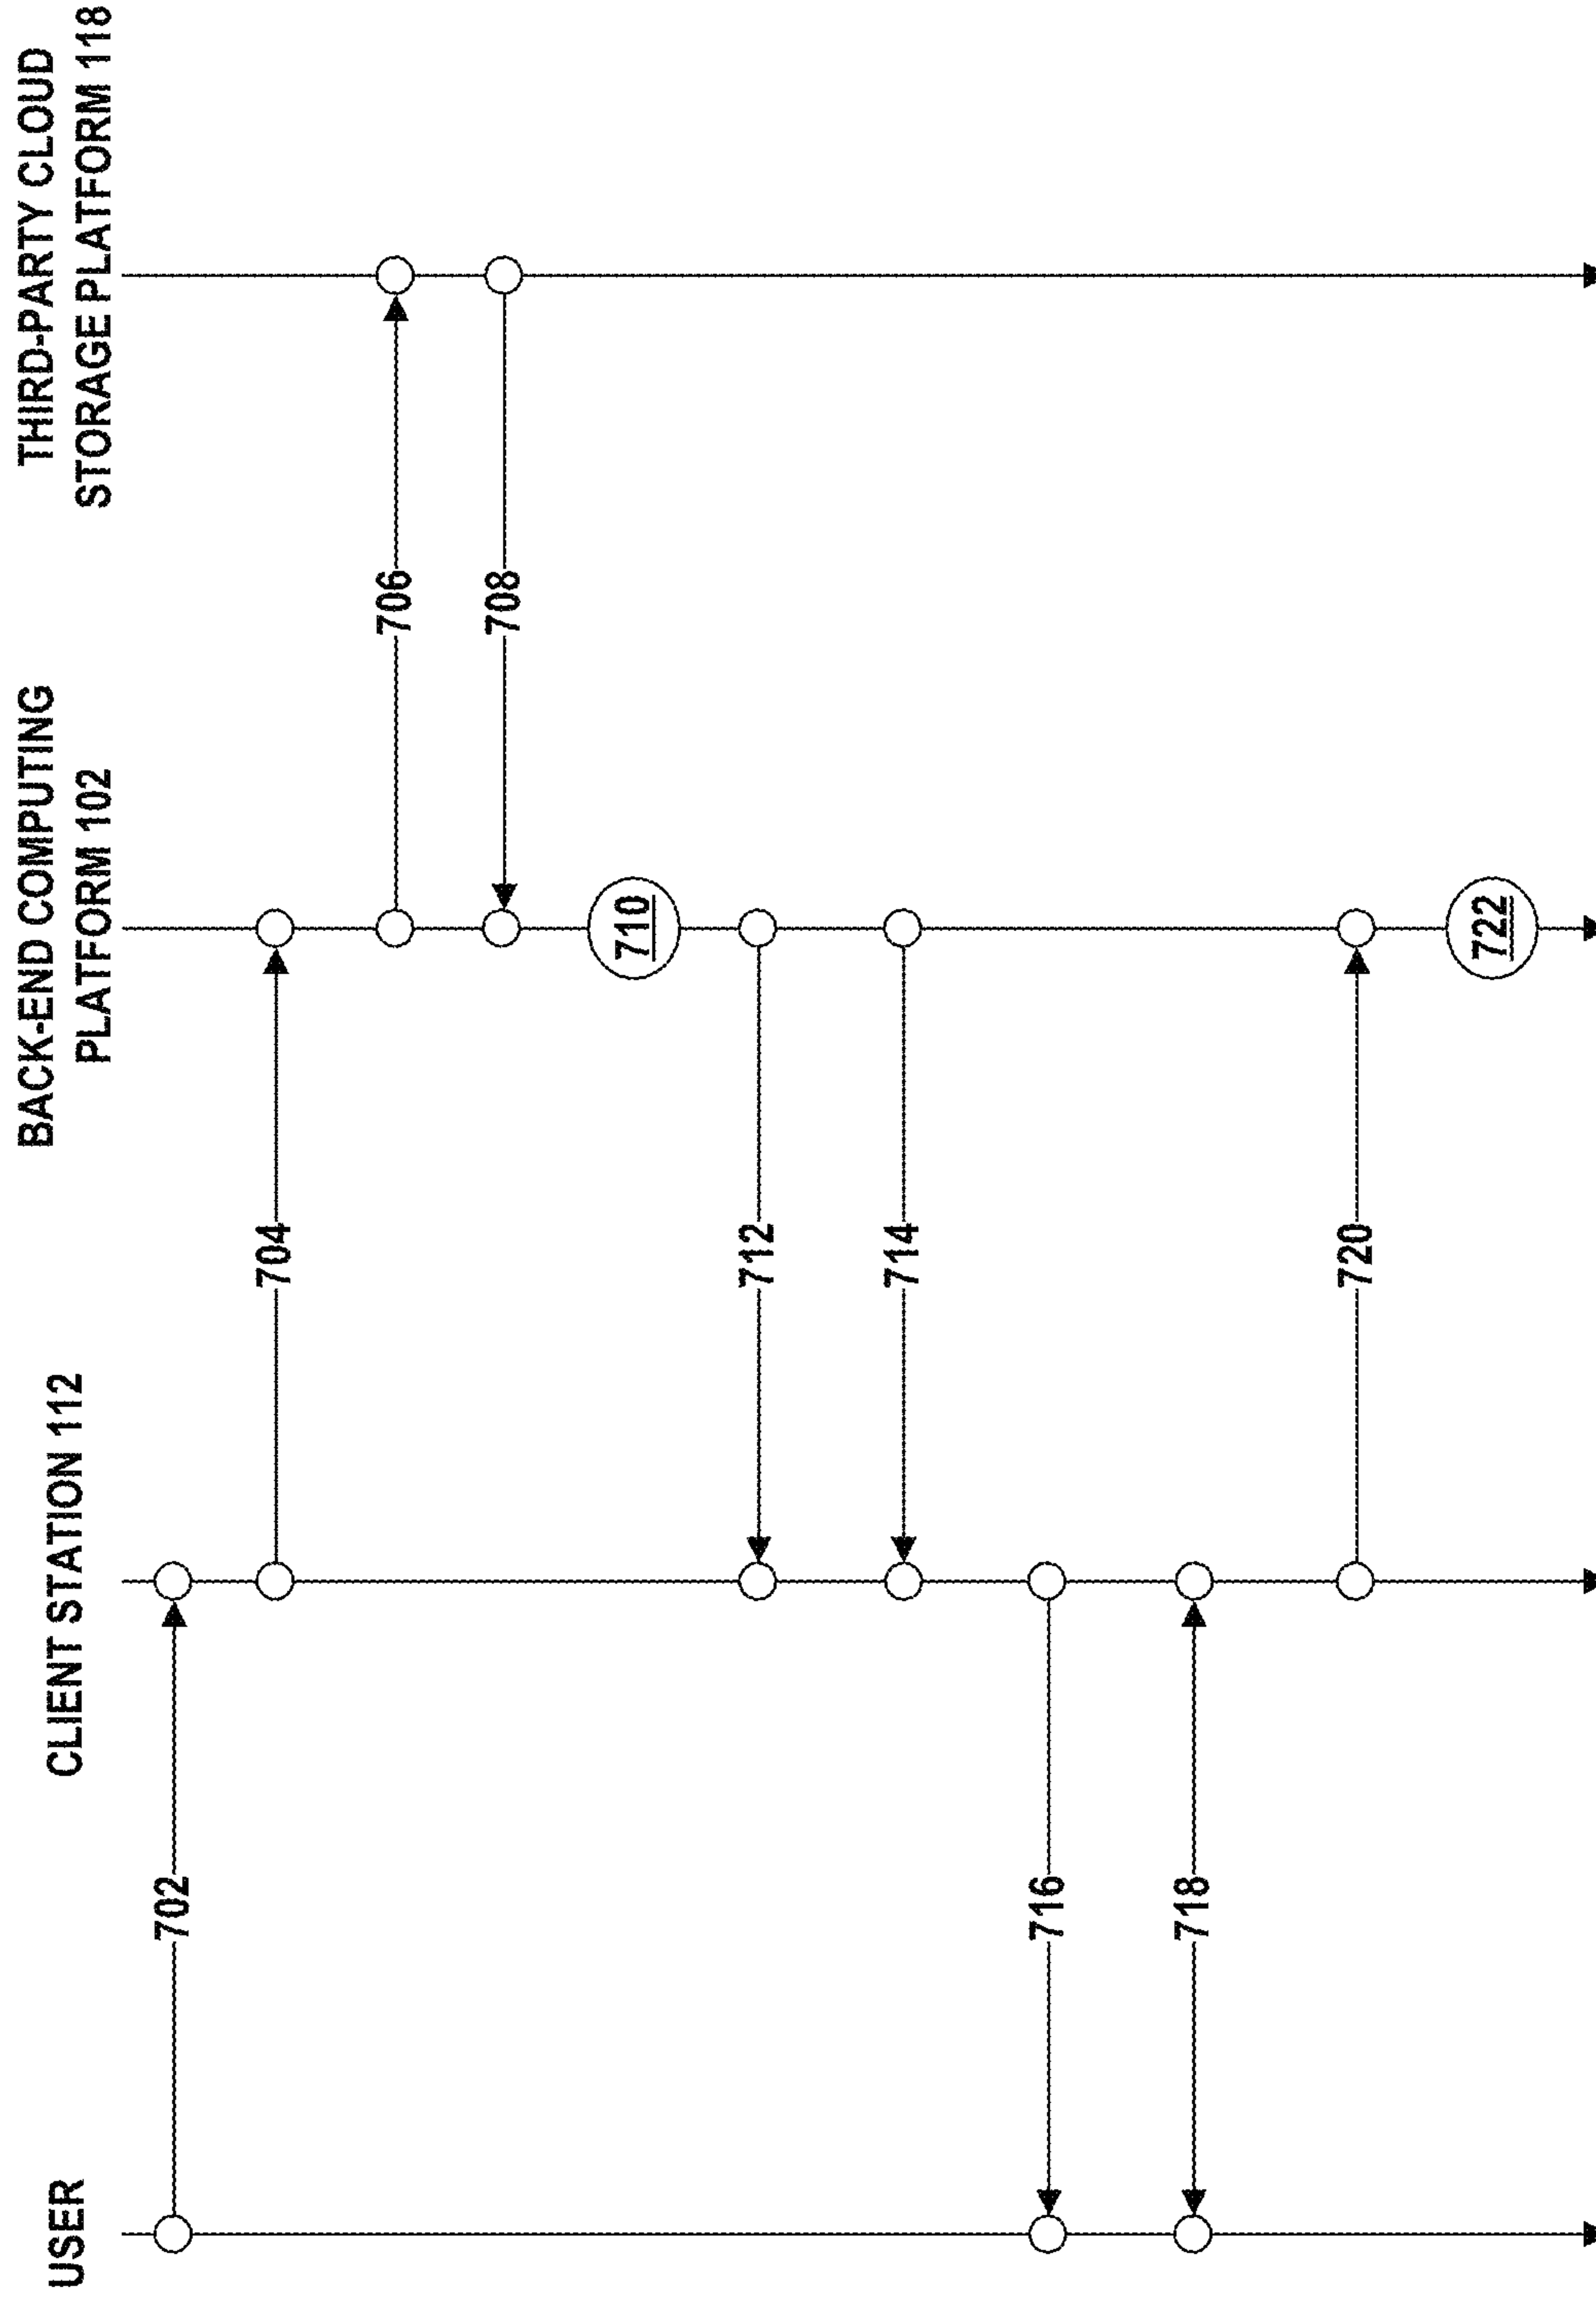 USER
CLIENT STATION 112
BACK-END COMPUTING
PLATFORM 102
THIRD-PARTY CLOUD
STORAGE PLATFORM 118
702
704
706
708
710
712
714
716
718
720
722